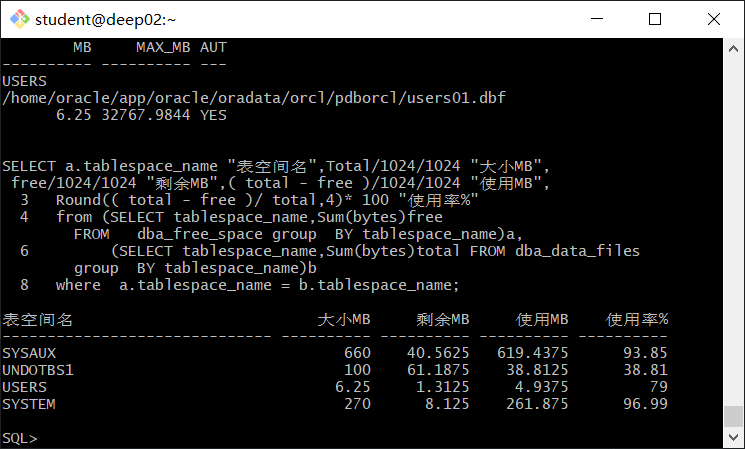 student@deep02:~
MB MAX_MB AUT
---------- ---------- ---
USERS
/home/oracle/app/oracle/oradata/orcl/pdborcl/users01.dbf
6.25 32767.9844 YES
SELECT a.tablespace_name "表空间名",Total/1024/1024 "大小MB",
free/1024/1024 "剩余MB",( total - free )/1024/1024 "使用MB",
3 Round(( total - free )/ total,4)* 100 "使用率%"
4 from (SELECT tablespace_name,Sum(bytes)free
FROM dba_free_space group BY tablespace_name)a,
6 (SELECT tablespace_name,Sum(bytes)total FROM dba_data_files
group BY tablespace_name)b
8 where a.tablespace_name = b.tablespace_name;
表空间名 大小MB 剩余MB 使用MB 使用率%
------------------------------ ---------- ---------- ---------- ----------
SYSAUX 660 40.5625 619.4375 93.85
UNDOTBS1 100 61.1875 38.8125 38.81
USERS 6.25 1.3125 4.9375 79
SYSTEM 270 8.125 261.875 96.99
SQL>